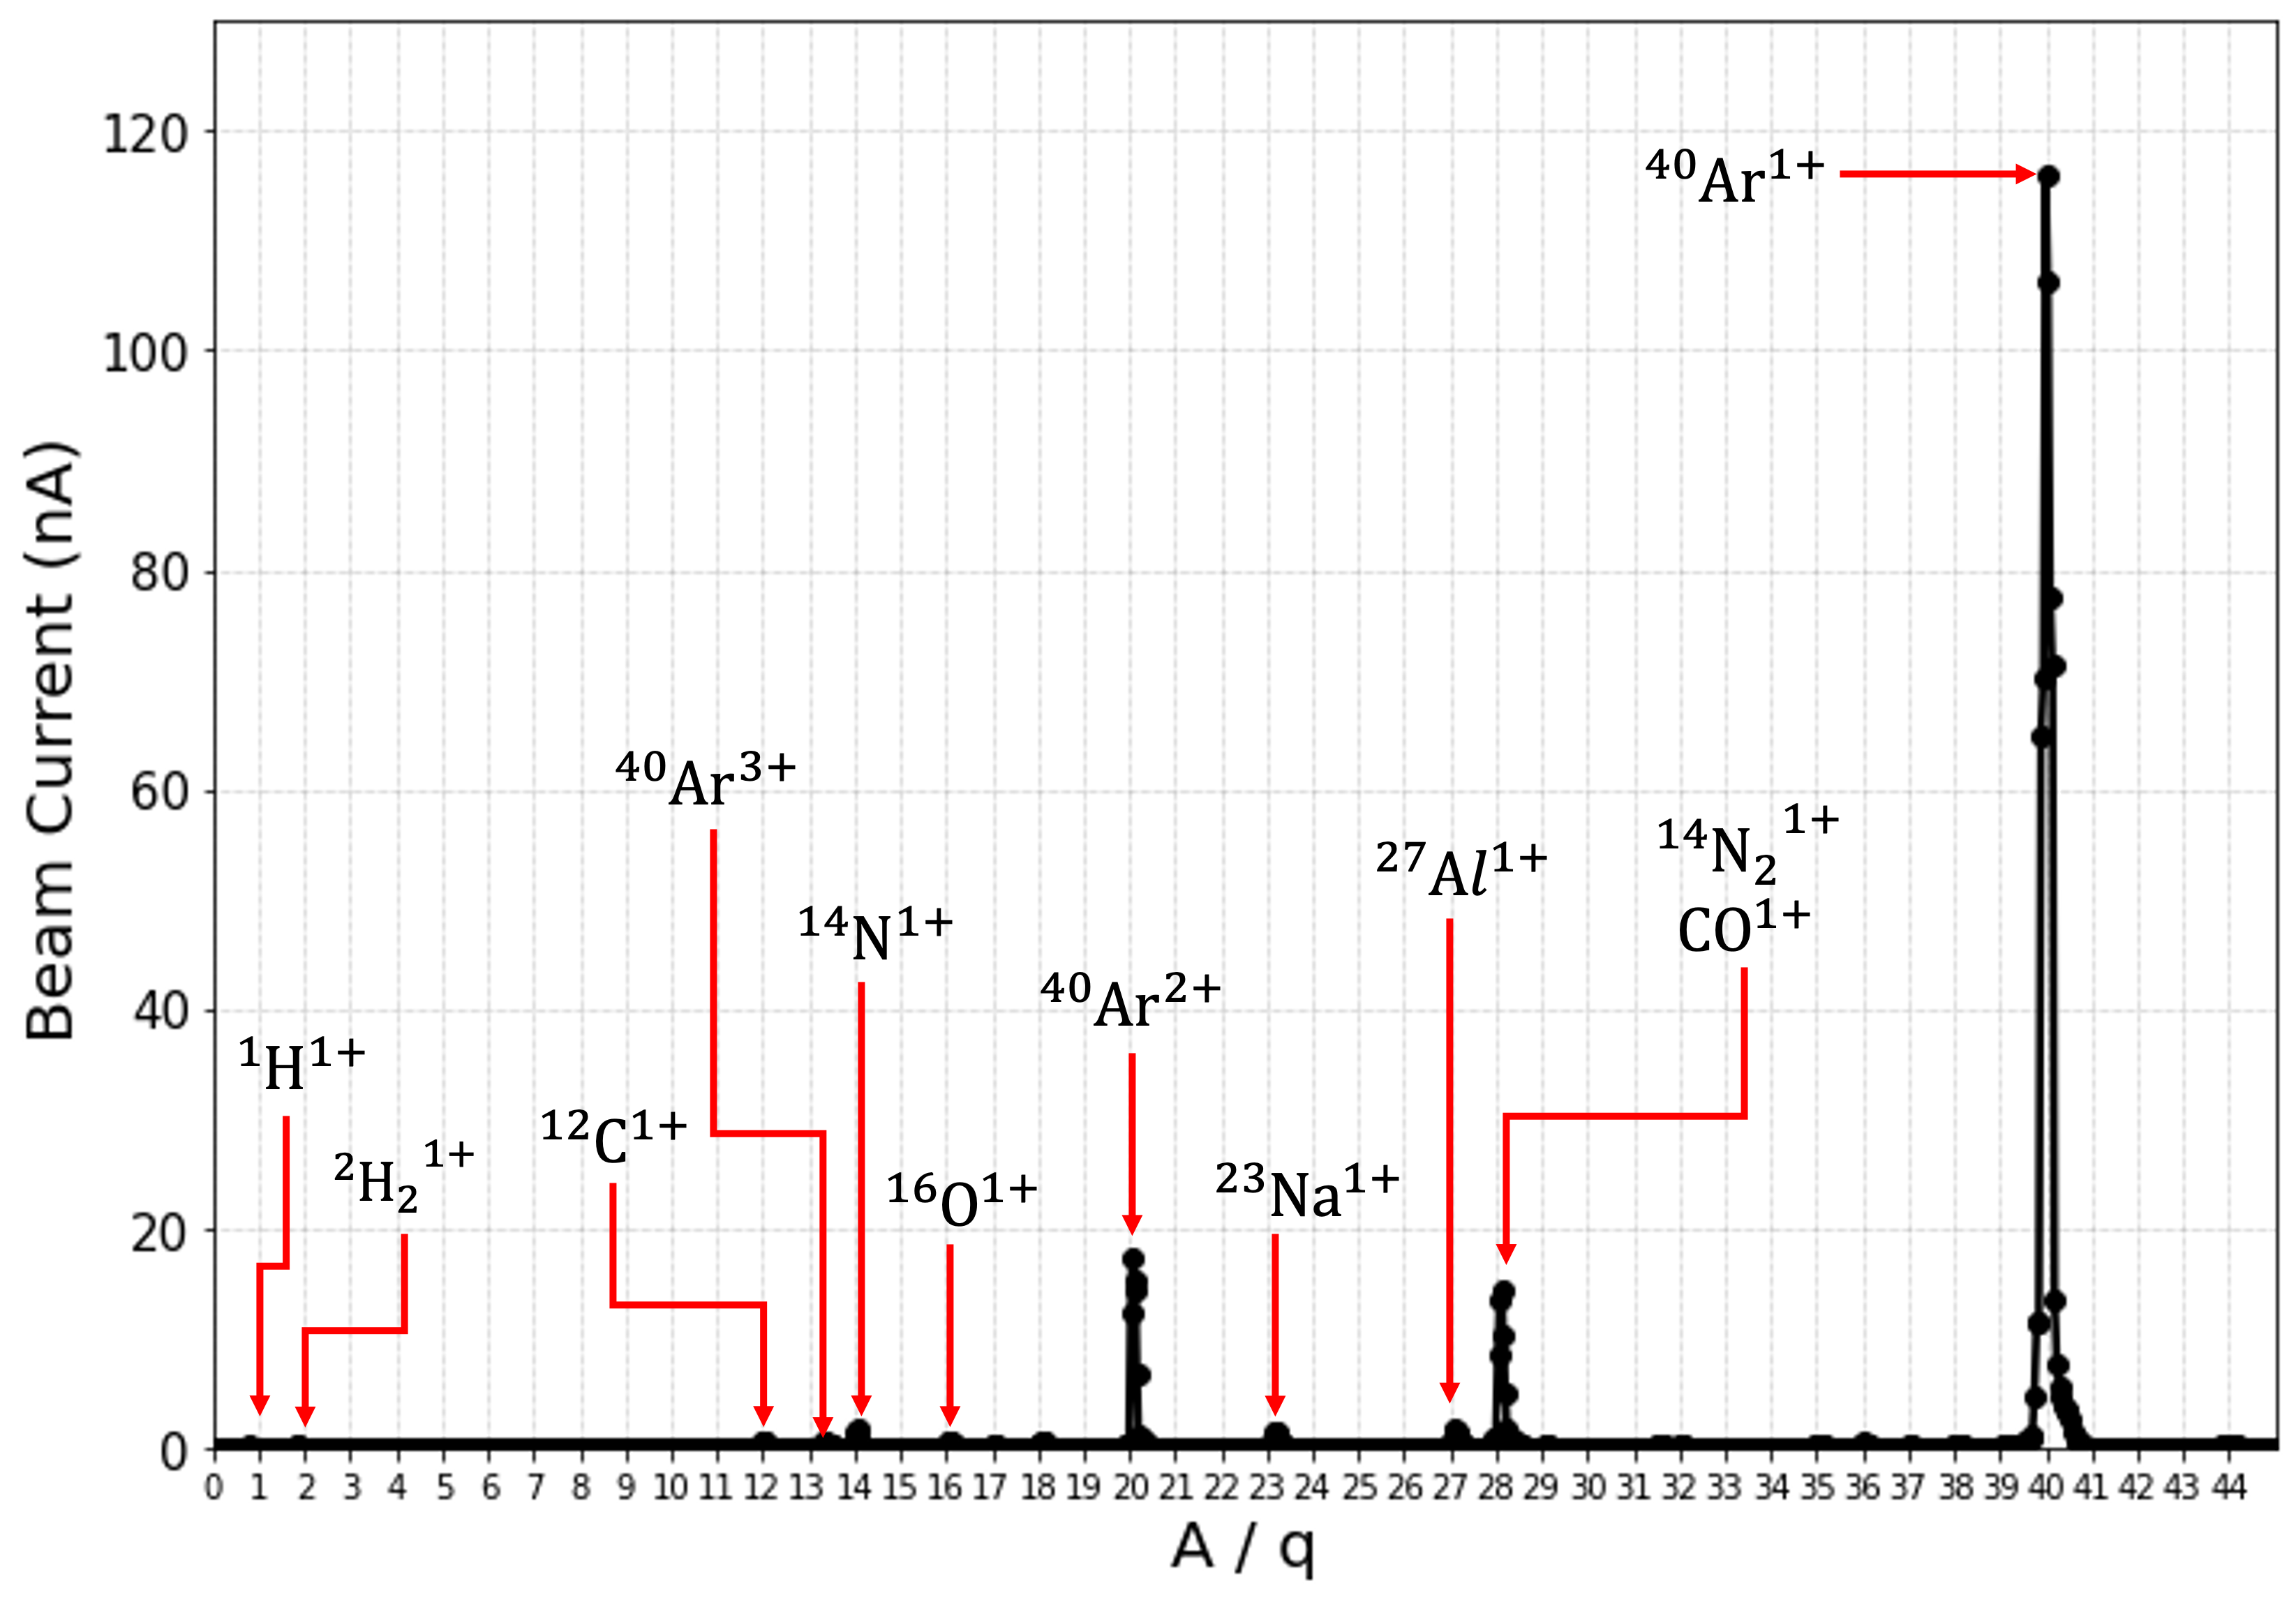 120
100
80
60
40
20
0
Beam Current (nA)
⁴⁰Ar¹⁺
⁴⁰Ar³⁺
¹⁴N₂¹⁺
CO¹⁺
²⁷Al¹⁺
¹⁴N¹⁺
⁴⁰Ar²⁺
¹H¹⁺
¹²C¹⁺
²H₂¹⁺
¹⁶O¹⁺
²³Na¹⁺
0 1 2 3 4 5 6 7 8 9 10 11 12 13 14 15 16 17 18 19 20 21 22 23 24 25 26 27 28 29 30 31 32 33 34 35 36 37 38 39 40 41 42 43 44
A / q